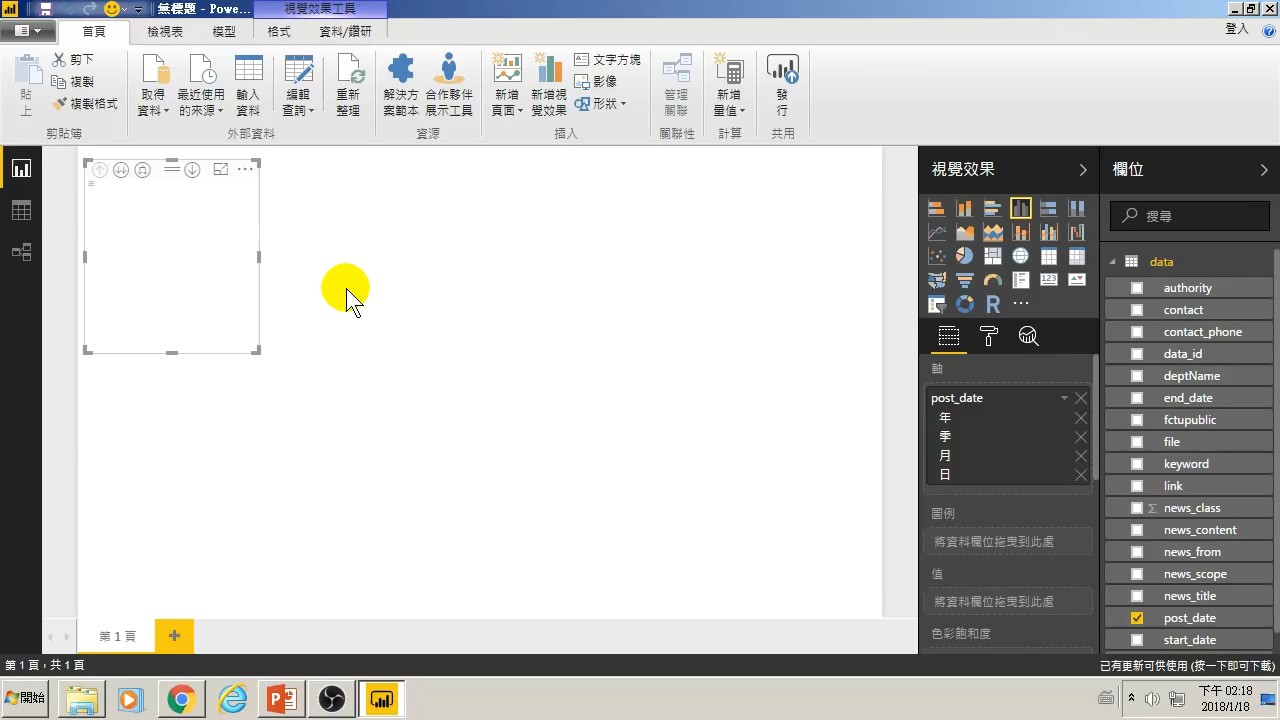 無標題 - Powe...
視覺效果工具
首頁
檢視表
模型
格式
資料/鑽研
登入
貼上
剪下
複製
複製格式
剪貼簿
取得資料
最近使用的來源
輸入資料
外部資料
編輯查詢
重新整理
解決方案範本
合作夥伴展示工具
資源
新增頁面
新增視覺效果
文字方塊
影像
形狀
插入
管理關聯
關聯性
新增量值
計算
發行
共用
年
視覺效果
R
123
軸
post_date
年
季
月
日
圖例
將資料欄位拖曳到此處
值
將資料欄位拖曳到此處
色彩飽和度
欄位
搜尋
data
authority
contact
contact_phone
data_id
deptName
end_date
fctupublic
file
keyword
link
Σ news_class
news_content
news_from
news_scope
news_title
post_date
start_date
第 1 頁
第 1 頁，共 1 頁
已有更新可供使用 (按一下即可下載)
開始
下午 02:18
2018/1/18